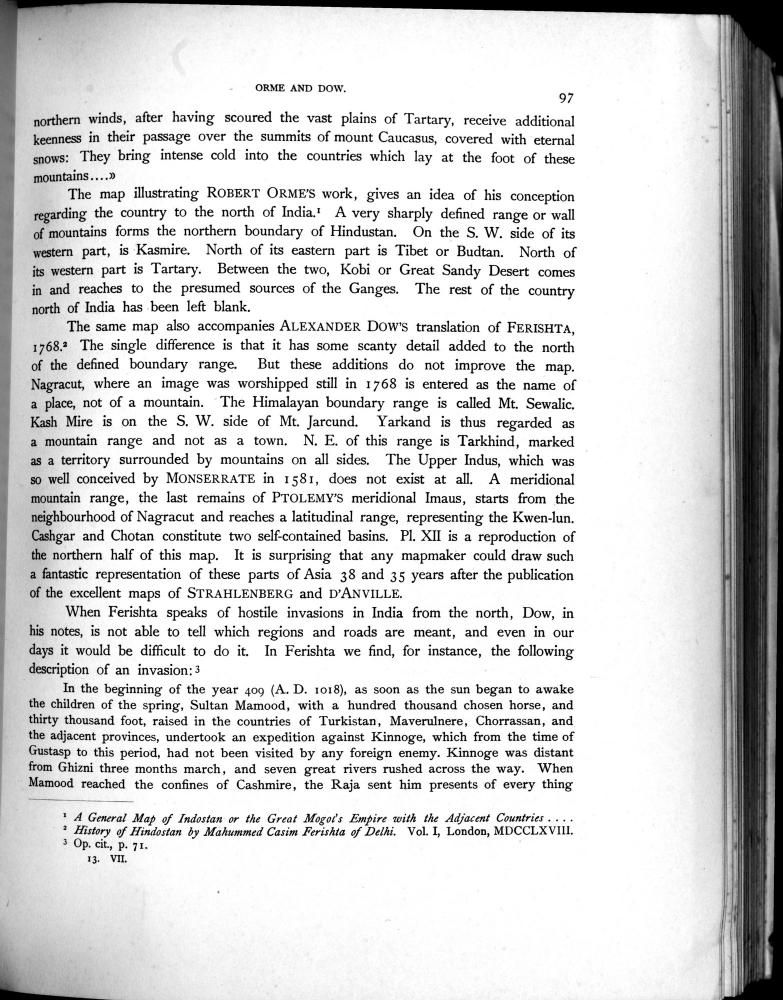 ORME AND DOW.
97
northern winds, after having scoured the vast plains of Tartary, receive additional
keenness in their passage over the summits of mount Caucasus, covered with eternal
snows: They bring intense cold into the countries which lay at the foot of these
mountains....»
The map illustrating ROBERT ORME'S work, gives an idea of his conception
regarding the country to the north of India.¹ A very sharply defined range or wall
of mountains forms the northern boundary of Hindustan. On the S. W. side of its
western part, is Kasmire. North of its eastern part is Tibet or Budtan. North of
its western part is Tartary. Between the two, Kobi or Great Sandy Desert comes
in and reaches to the presumed sources of the Ganges. The rest of the country
north of India has been left blank.
The same map also accompanies ALEXANDER DOW'S translation of FERISHTA,
1768.² The single difference is that it has some scanty detail added to the north
of the defined boundary range. But these additions do not improve the map.
Nagracut, where an image was worshipped still in 1768 is entered as the name of
a place, not of a mountain. The Himalayan boundary range is called Mt. Sewalic.
Kash Mire is on the S. W. side of Mt. Jarcund. Yarkand is thus regarded as
a mountain range and not as a town. N. E. of this range is Tarkhind, marked
as a territory surrounded by mountains on all sides. The Upper Indus, which was
so well conceived by MONSERRATE in 1581, does not exist at all. A meridional
mountain range, the last remains of PTOLEMY'S meridional Imaus, starts from the
neighbourhood of Nagracut and reaches a latitudinal range, representing the Kwen-lun.
Cashgar and Chotan constitute two self-contained basins. Pl. XII is a reproduction of
the northern half of this map. It is surprising that any mapmaker could draw such
a fantastic representation of these parts of Asia 38 and 35 years after the publication
of the excellent maps of STRAHLENBERG and D'ANVILLE.
When Ferishta speaks of hostile invasions in India from the north, Dow, in
his notes, is not able to tell which regions and roads are meant, and even in our
days it would be difficult to do it. In Ferishta we find, for instance, the following
description of an invasion: ³
In the beginning of the year 409 (A. D. 1018), as soon as the sun began to awake
the children of the spring, Sultan Mamood, with a hundred thousand chosen horse, and
thirty thousand foot, raised in the countries of Turkistan, Maverulnere, Chorrassan, and
the adjacent provinces, undertook an expedition against Kinnoge, which from the time of
Gustasp to this period, had not been visited by any foreign enemy. Kinnoge was distant
from Ghizni three months march, and seven great rivers rushed across the way. When
Mamood reached the confines of Cashmire, the Raja sent him presents of every thing
¹ A General Map of Indostan or the Great Mogol's Empire with the Adjacent Countries . . . .
² History of Hindostan by Mahummed Casim Ferishta of Delhi. Vol. I, London, MDCCLXVIII.
³ Op. cit., p. 71.
13. VII.